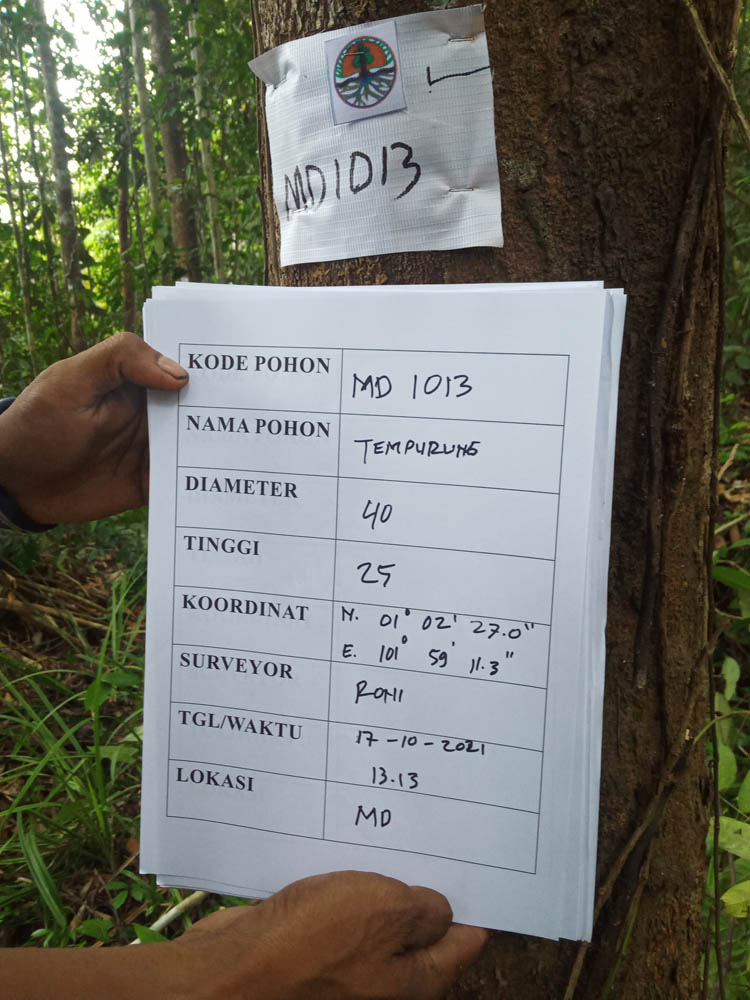 MD1013
KODE POHON MD 1013
NAMA POHON TEMPURUNG
DIAMETER 40
TINGGI 25
KOORDINAT N. 01° 02' 27.0"
E. 101° 59' 11.3"
SURVEYOR RONI
TGL/WAKTU 17-10-2021
13.13
LOKASI MD